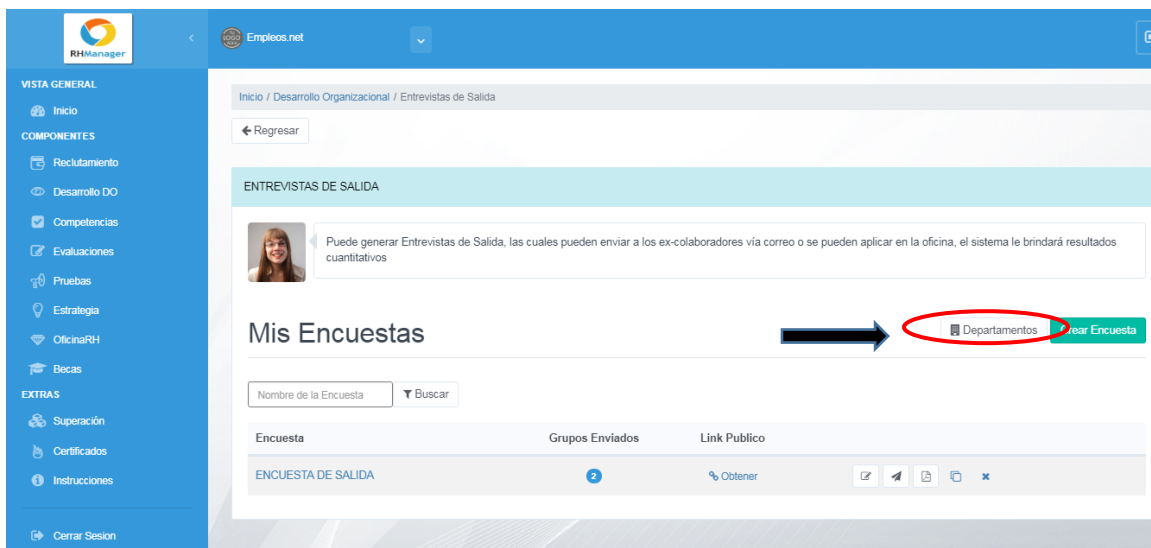 RHManager
Empleos.net
VISTA GENERAL
Inicio
COMPONENTES
Reclutamiento
Desarrollo DO
Competencias
Evaluaciones
Pruebas
Estrategia
OficinaRH
Becas
EXTRAS
Superación
Certificados
Instrucciones
Cerrar Sesion
Inicio / Desarrollo Organizacional / Entrevistas de Salida
Regresar
ENTREVISTAS DE SALIDA
Puede generar Entrevistas de Salida, las cuales pueden enviar a los ex-colaboradores vía correo o se pueden aplicar en la oficina, el sistema le brindará resultados
cuantitativos
Mis Encuestas
Departamentos
Crear Encuesta
Nombre de la Encuesta
Buscar
Encuesta Grupos Enviados Link Publico
ENCUESTA DE SALIDA 2 Obtener